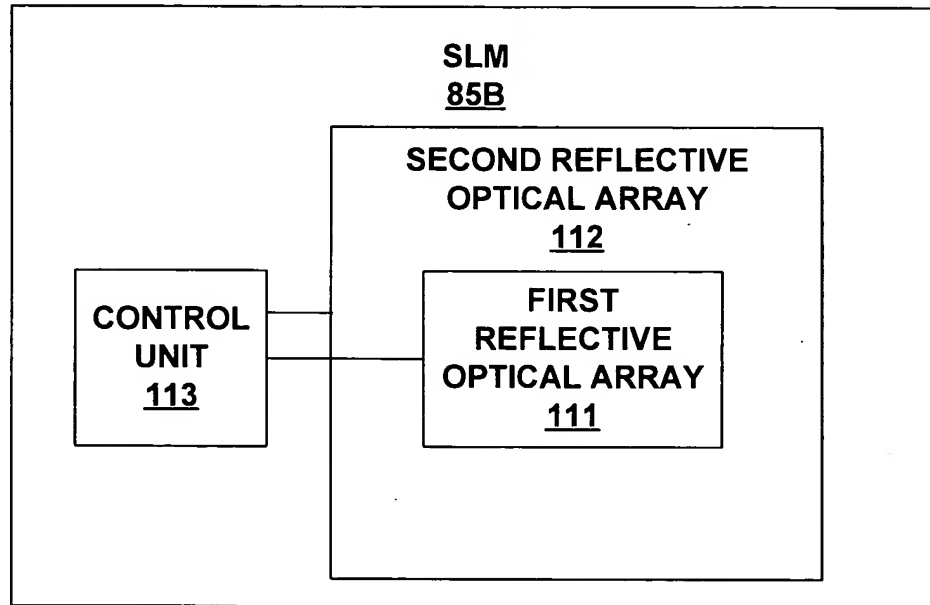 SLM
85B
SECOND REFLECTIVE
OPTICAL ARRAY
112
CONTROL
UNIT
113
FIRST
REFLECTIVE
OPTICAL ARRAY
111